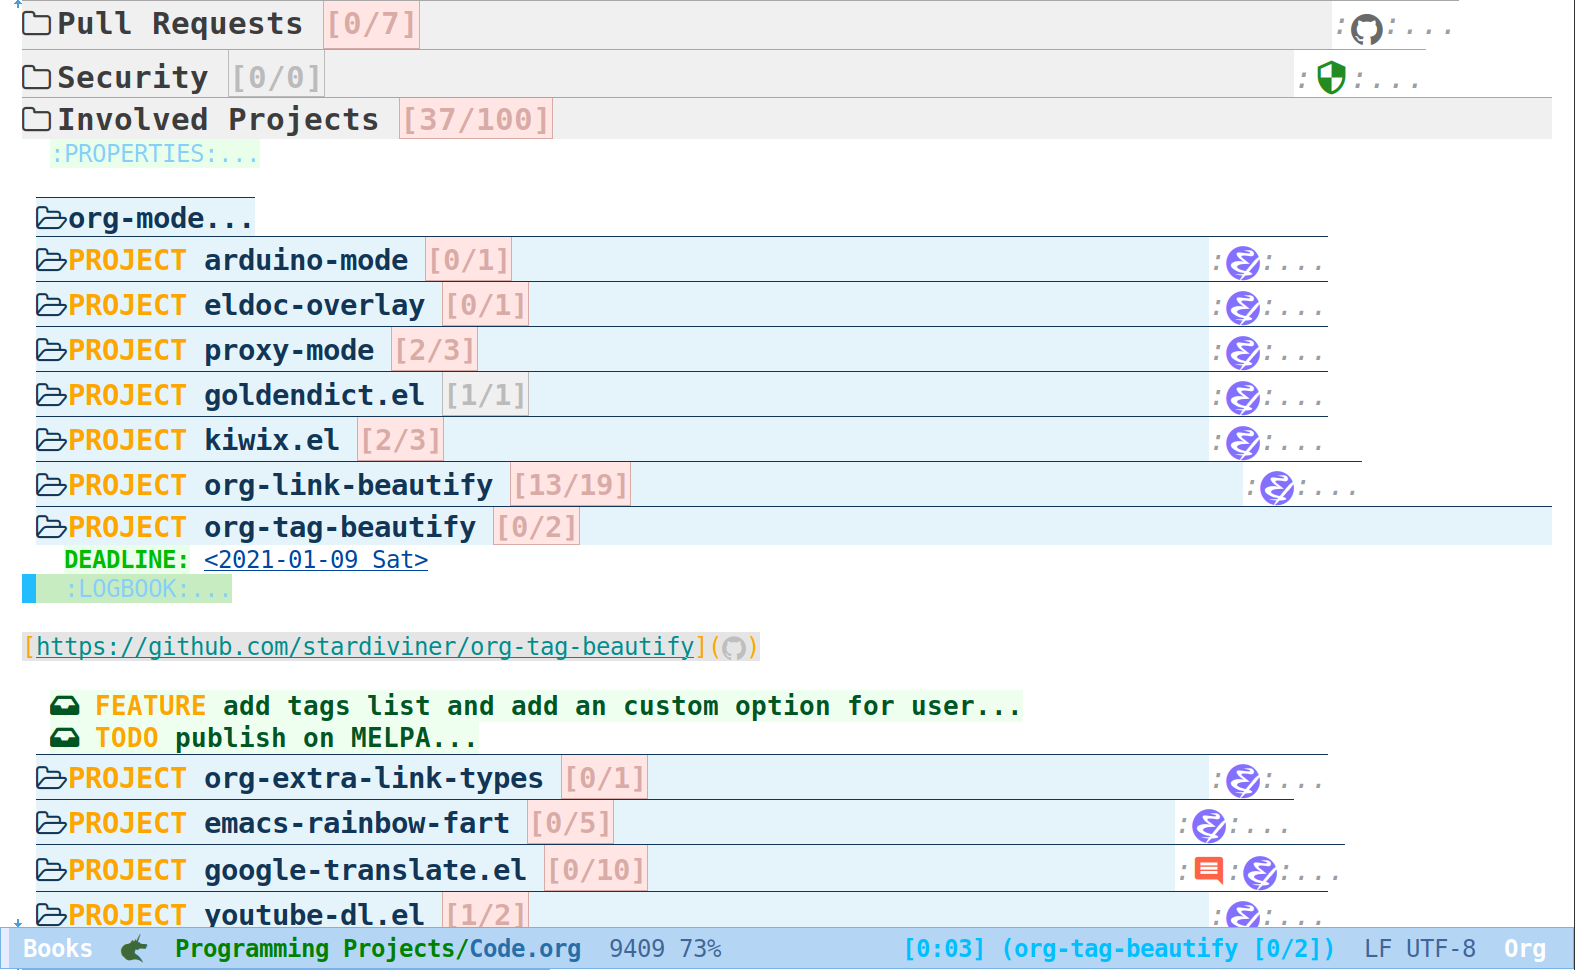 Pull Requests [0/7] ::...
Security [0/0] ::...
Involved Projects [37/100]
:PROPERTIES:...
org-mode...
PROJECT arduino-mode [0/1] ::...
PROJECT eldoc-overlay [0/1] ::...
PROJECT proxy-mode [2/3] ::...
PROJECT goldendict.el [1/1] ::...
PROJECT kiwix.el [2/3] ::...
PROJECT org-link-beautify [13/19] ::...
PROJECT org-tag-beautify [0/2]
DEADLINE: <2021-01-09 Sat>
:LOGBOOK:...
[https://github.com/stardiviner/org-tag-beautify]()
FEATURE add tags list and add an custom option for user...
TODO publish on MELPA...
PROJECT org-extra-link-types [0/1] ::...
PROJECT emacs-rainbow-fart [0/5] ::...
PROJECT google-translate.el [0/10] :::...
PROJECT youtube-dl.el [1/2] ::...
Books Programming Projects/Code.org 9409 73% [0:03] (org-tag-beautify [0/2]) LF UTF-8 Org